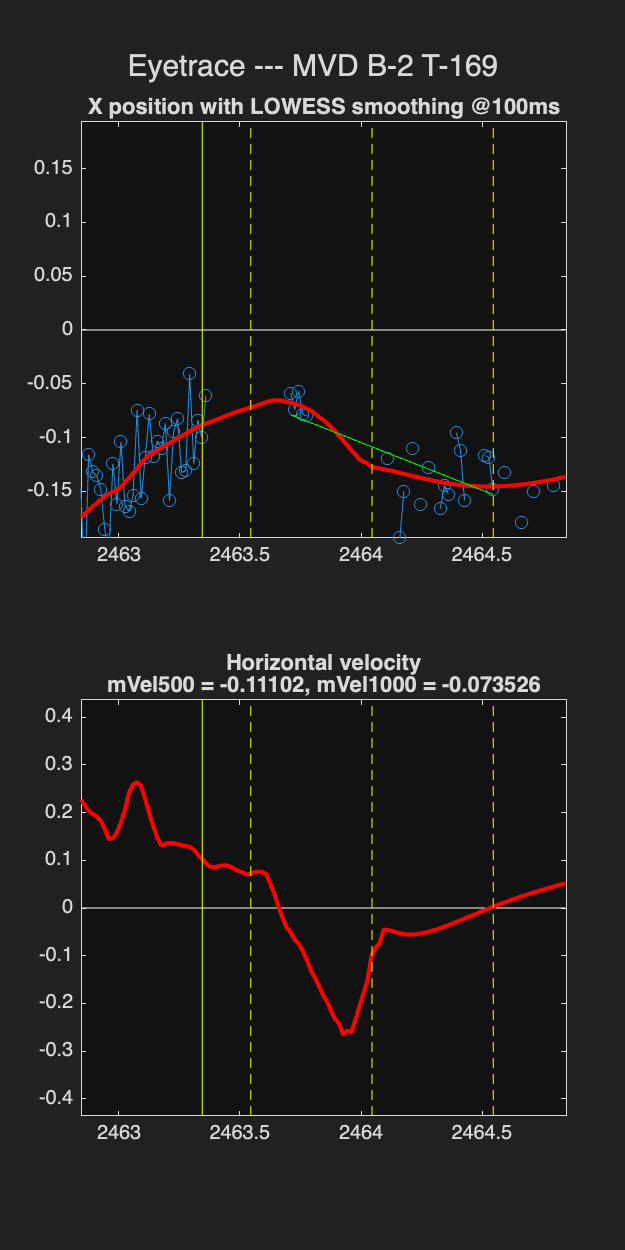 Eyetrace --- MVD B-2 T-169
X position with LOWESS smoothing @100ms
0.15
0.1
0.05
0
-0.05
-0.1
-0.15
2463 2463.5 2464 2464.5
Horizontal velocity
mVel500 = -0.11102, mVel1000 = -0.073526
0.4
0.3
0.2
0.1
0
-0.1
-0.2
-0.3
-0.4
2463 2463.5 2464 2464.5